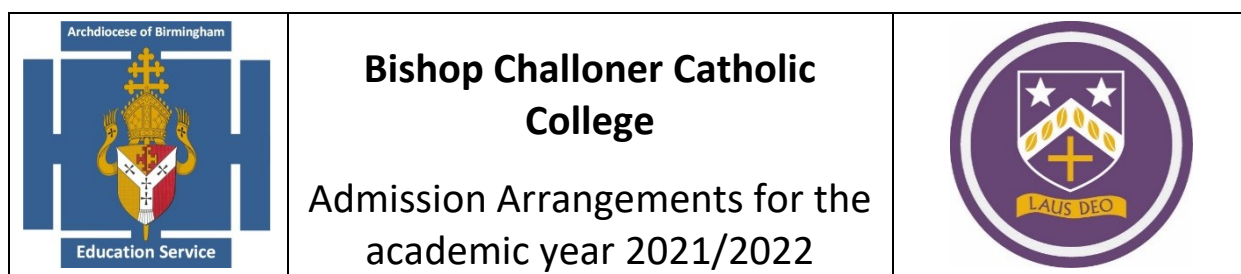 Archdiocese of Birmingham
Education Service
Bishop Challoner Catholic
College
Admission Arrangements for the
academic year 2021/2022
LAUS DEO